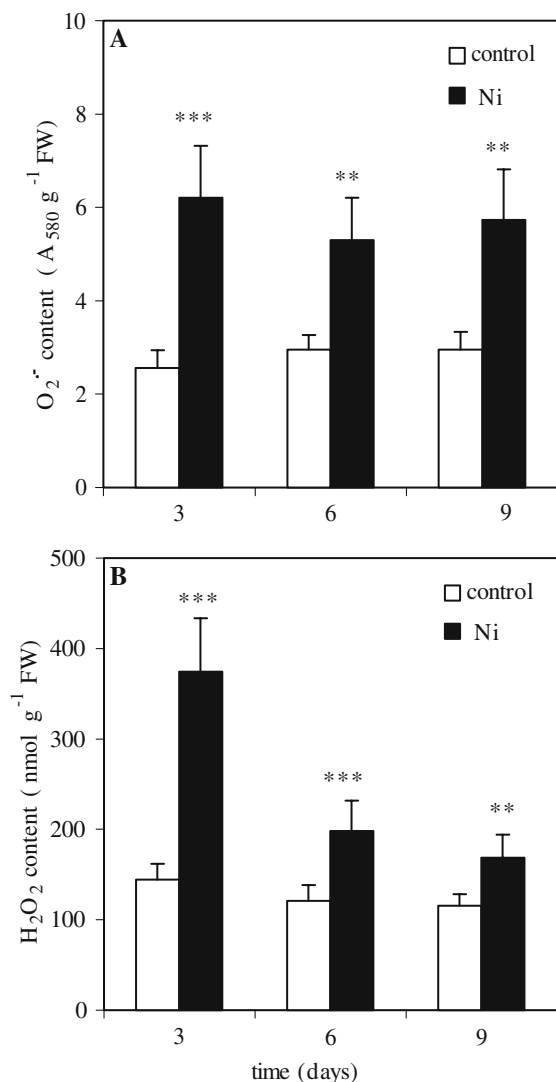 A
control
Ni
O₂˙⁻ content ( A₅₈₀ g⁻¹ FW)
10
8
6
4
2
0
***
**
**
3 6 9
B
control
Ni
H₂O₂ content ( nmol g⁻¹ FW)
500
400
300
200
100
0
***
***
**
3 6 9
time (days)